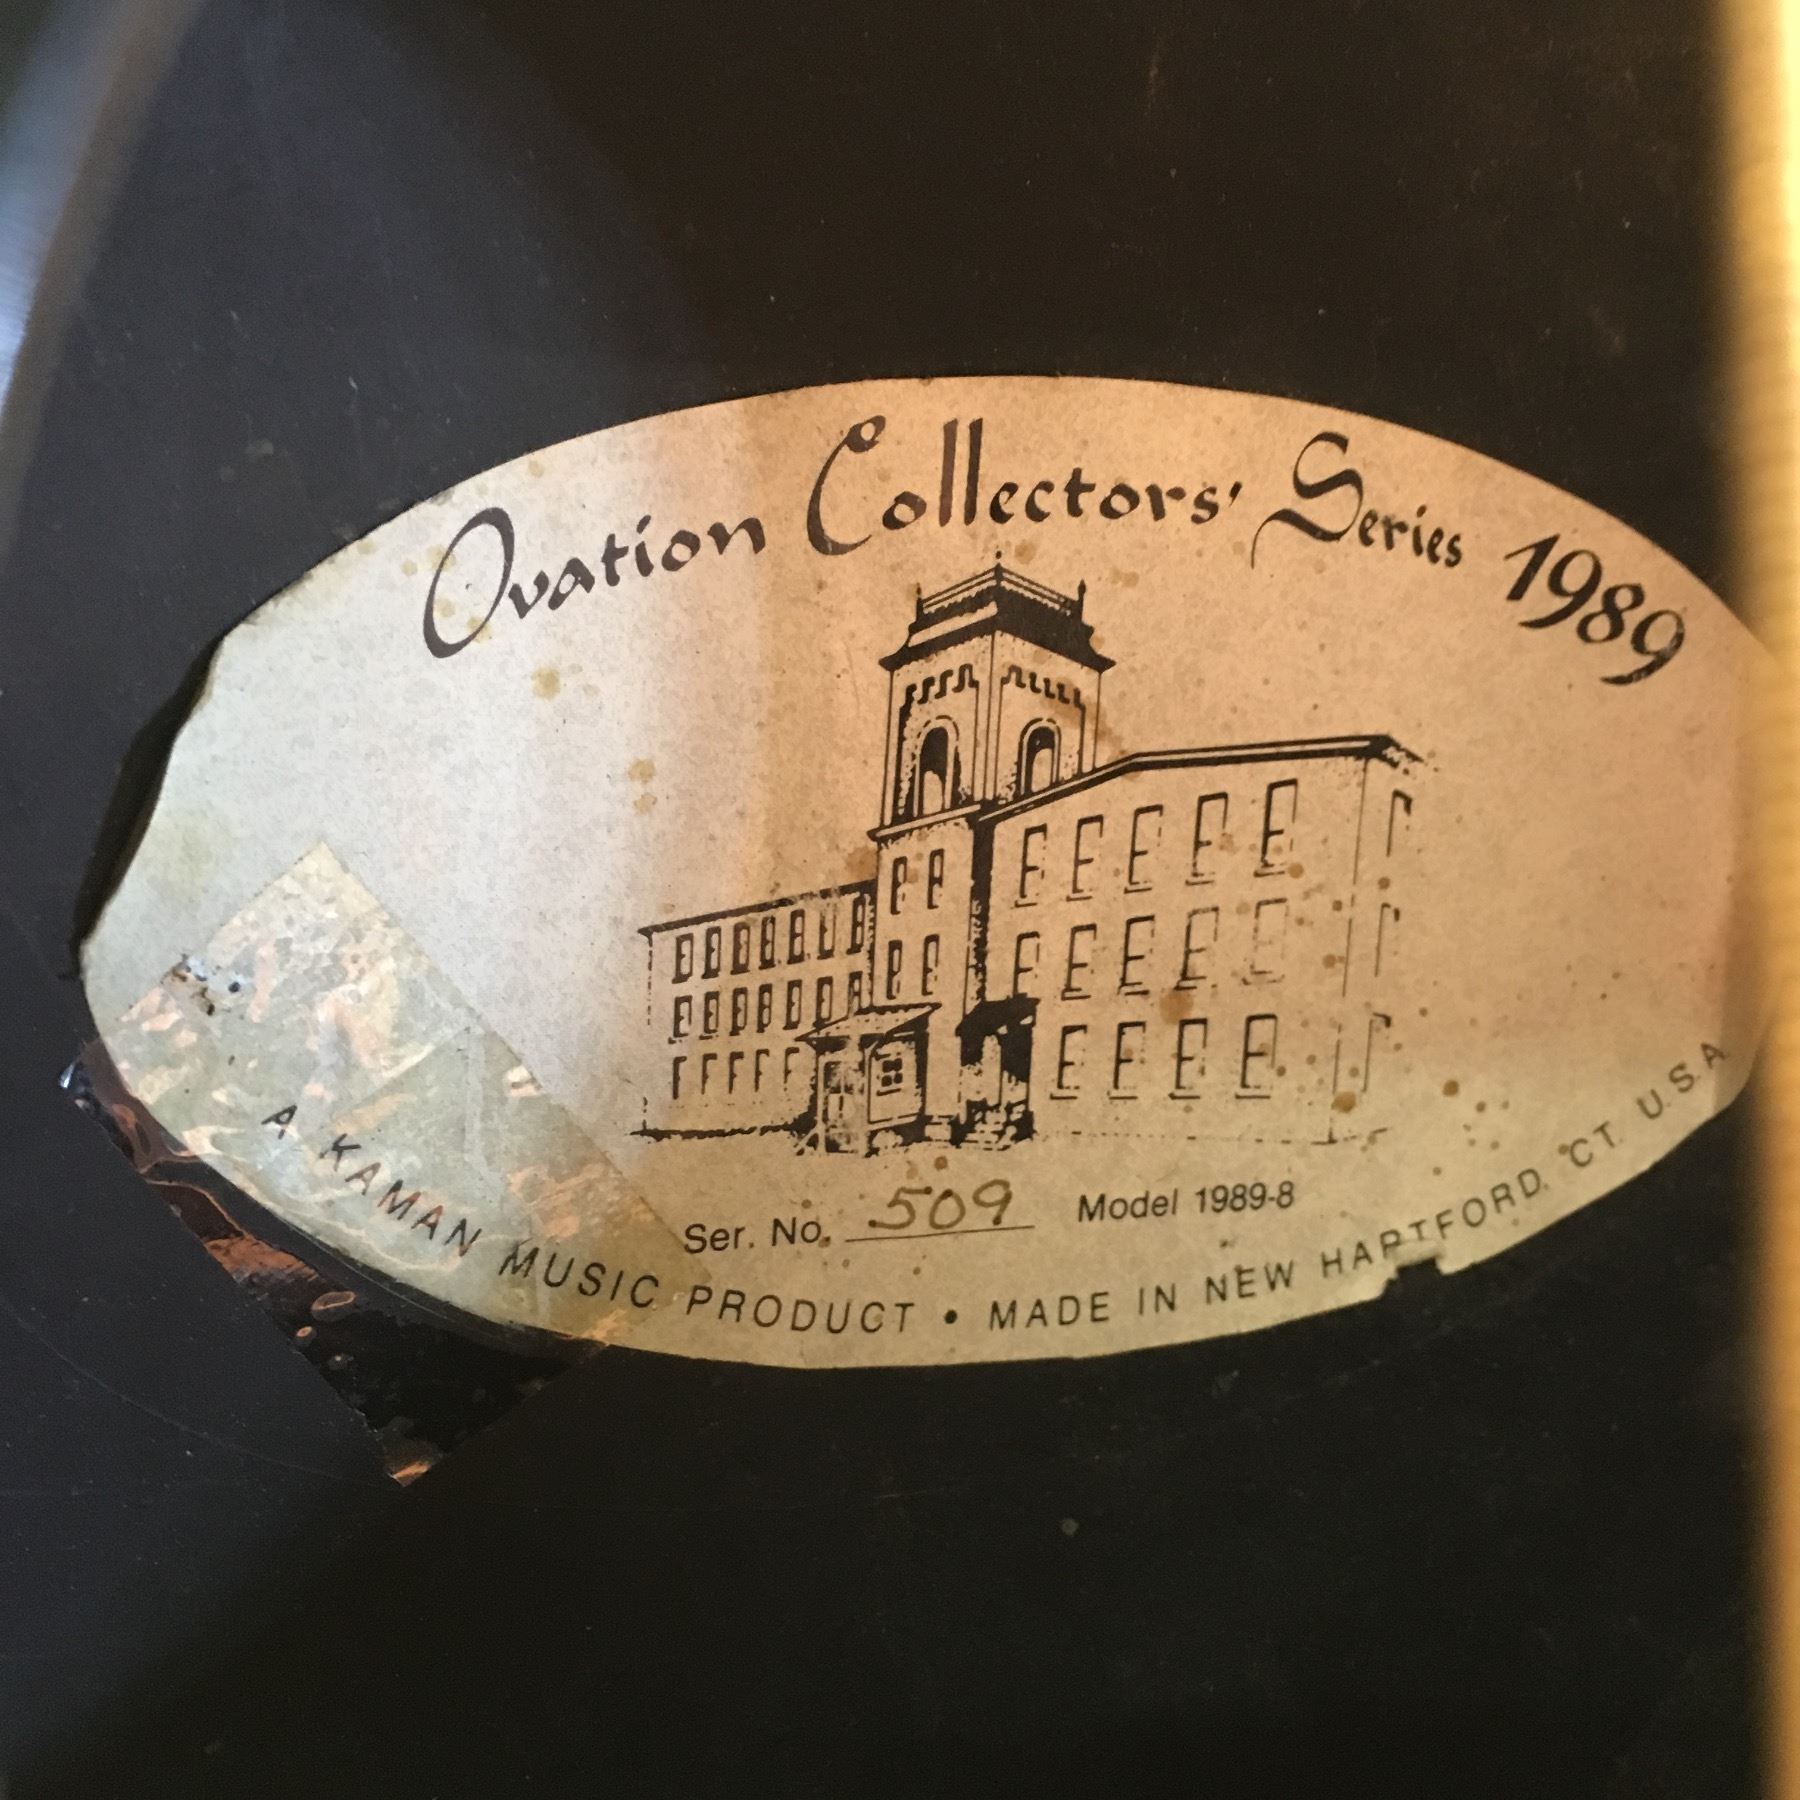 Ovation Collectors' Series 1989
Ser. No. 509 Model 1989-8
A KAMAN MUSIC PRODUCT • MADE IN NEW HARTFORD, CT. U.S.A